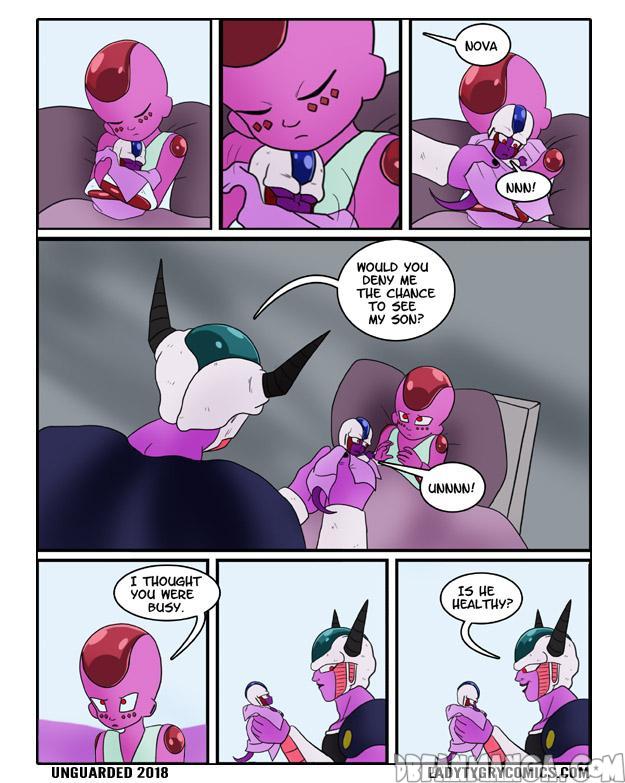 NOVA
NNN!
WOULD YOU
DENY ME
THE CHANCE
TO SEE
MY SON?
UNNNN!
I THOUGHT
YOU WERE
BUSY.
IS HE
HEALTHY?
UNGUARDED 2018
LADYTYGRYCOMICS.COM